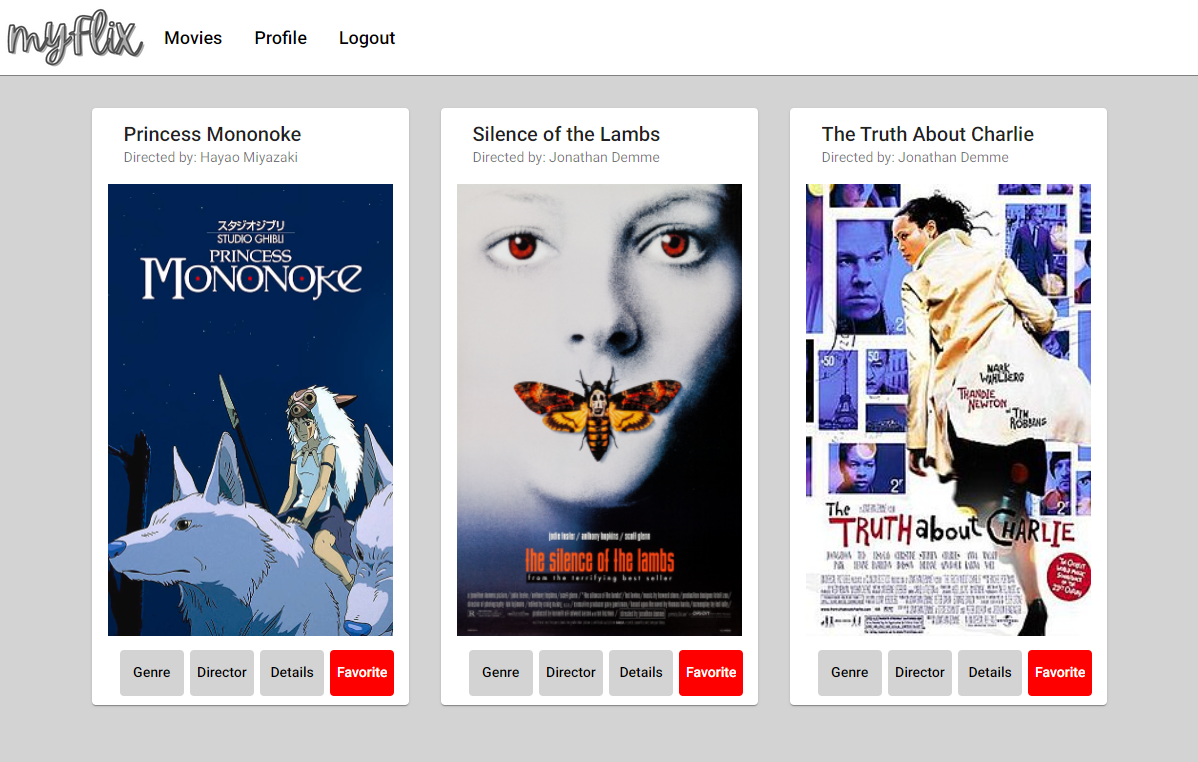 myflix
Movies
Profile
Logout
Princess Mononoke
Directed by: Hayao Miyazaki
スタジオジブリ
STUDIO GHIBLI
PRINCESS
MONONOKE
Genre
Director
Details
Favorite
Silence of the Lambs
Directed by: Jonathan Demme
jodie foster / anthony hopkins / scott glenn
the silence of the lambs
from the terrifying best seller
Genre
Director
Details
Favorite
The Truth About Charlie
Directed by: Jonathan Demme
MARK
WAHLBERG
THANDIE
NEWTON
TIM
ROBBINS
The
TRUTH about CHARLIE
Genre
Director
Details
Favorite